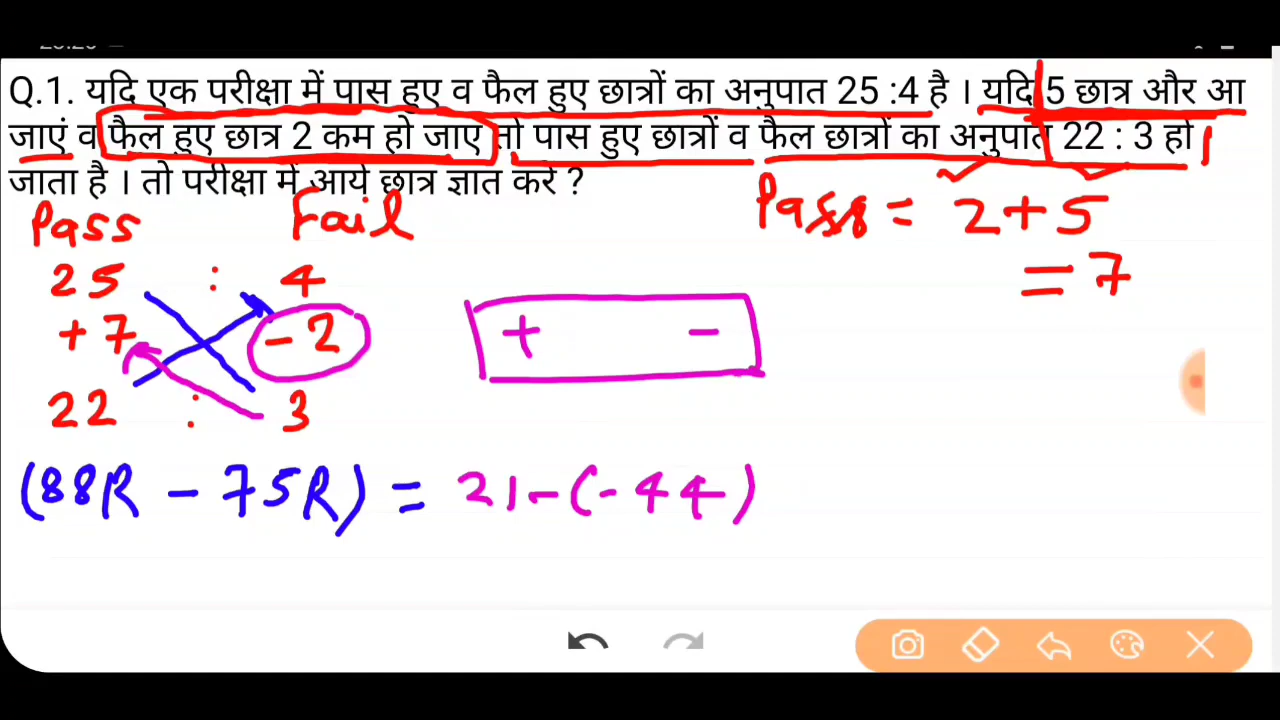 Q.1. यदि एक परीक्षा में पास हुए व फैल हुए छात्रों का अनुपात 25 :4 है । यदि 5 छात्र और आ
जाएं व फैल हुए छात्र 2 कम हो जाए तो पास हुए छात्रों व फैल छात्रों का अनुपात 22 : 3 हो
जाता है । तो परीक्षा में आये छात्र ज्ञात करे ?
Pass Fail Pass = 2+5
25 : 4 = 7
+7 -2 + -
22 : 3
(88R - 75R) = 21-(-44)